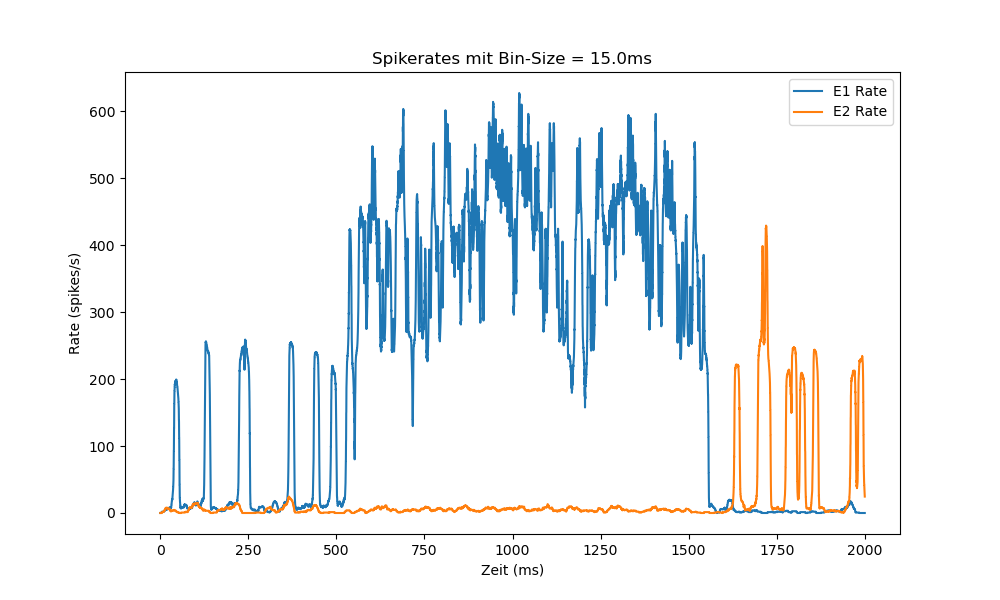 Spikerates mit Bin-Size = 15.0ms
E1 Rate
E2 Rate
600
500
400
300
200
100
0
Rate (spikes/s)
0 250 500 750 1000 1250 1500 1750 2000
Zeit (ms)